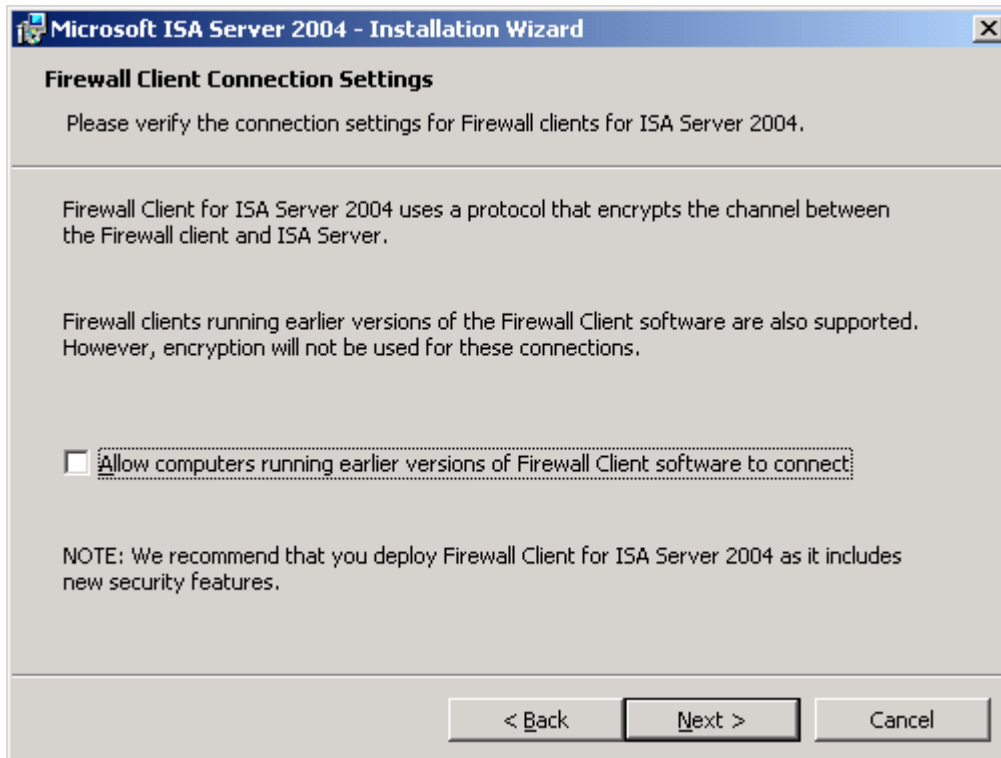 Microsoft ISA Server 2004 - Installation Wizard
Firewall Client Connection Settings
Please verify the connection settings for Firewall clients for ISA Server 2004.
Firewall Client for ISA Server 2004 uses a protocol that encrypts the channel between
the Firewall client and ISA Server.
Firewall clients running earlier versions of the Firewall Client software are also supported.
However, encryption will not be used for these connections.
Allow computers running earlier versions of Firewall Client software to connect
NOTE: We recommend that you deploy Firewall Client for ISA Server 2004 as it includes
new security features.
< Back Next > Cancel